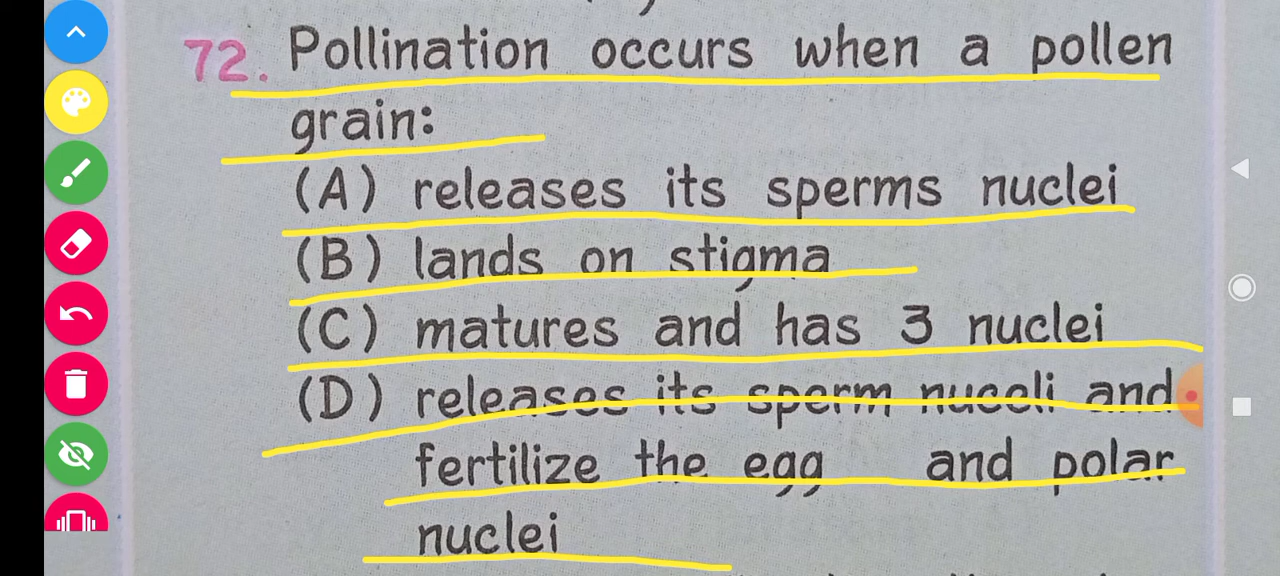 72. Pollination occurs when a pollen
grain:
(A) releases its sperms nuclei
(B) lands on stigma
(C) matures and has 3 nuclei
(D) releases its sperm nuceli and
fertilize the egg and polar
nuclei